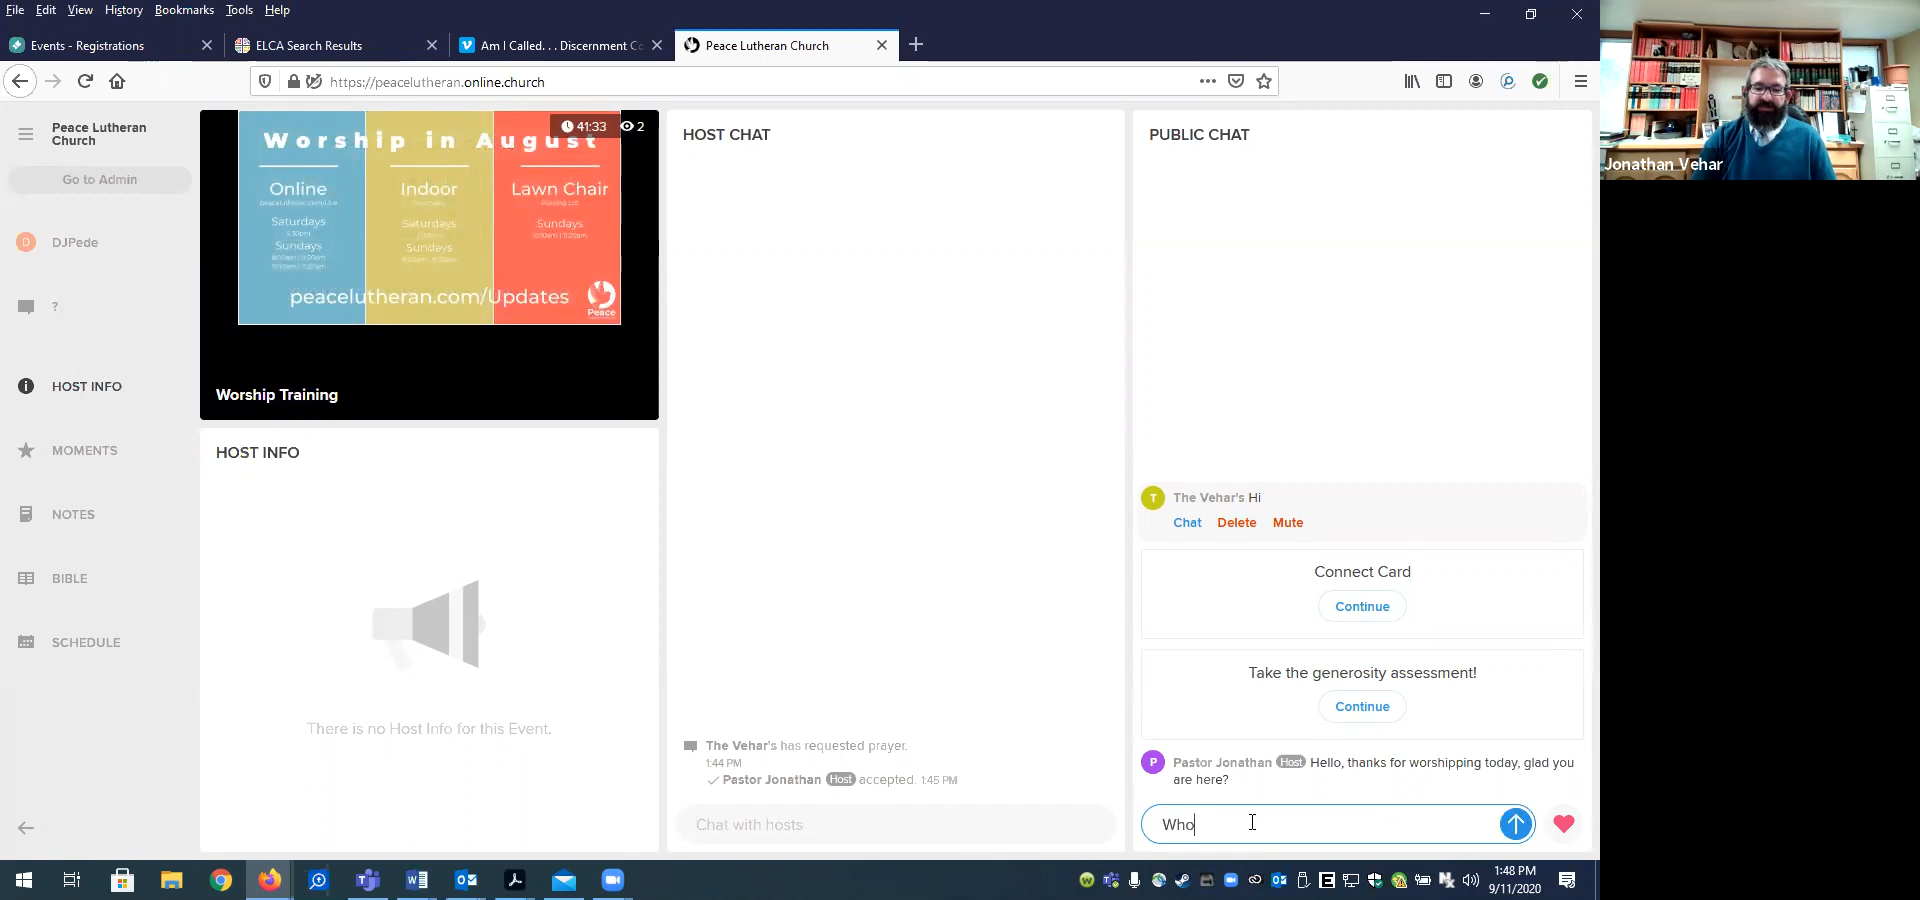 File Edit View History Bookmarks Tools Help
Events - Registrations
ELCA Search Results
Am I Called. . . Discernment Co
Peace Lutheran Church
https://peacelutheran.online.church
Peace Lutheran
Church
Go to Admin
D DJPede
?
HOST INFO
MOMENTS
NOTES
BIBLE
SCHEDULE
41:33 2
Worship in August
Online
peacelutheran.com/Live
Saturdays
Sundays
Indoor
Saturdays
Sundays
Lawn Chair
Parking Lot
Sundays
peacelutheran.com/Updates
Peace
Worship Training
HOST INFO
There is no Host Info for this Event.
HOST CHAT
The Vehar's has requested prayer.
1:44 PM
Pastor Jonathan Host accepted. 1:45 PM
Chat with hosts
PUBLIC CHAT
T The Vehar's Hi
Chat Delete Mute
Connect Card
Continue
Take the generosity assessment!
Continue
P Pastor Jonathan Host Hello, thanks for worshipping today, glad you
are here?
Who
Jonathan Vehar
1:48 PM
9/11/2020